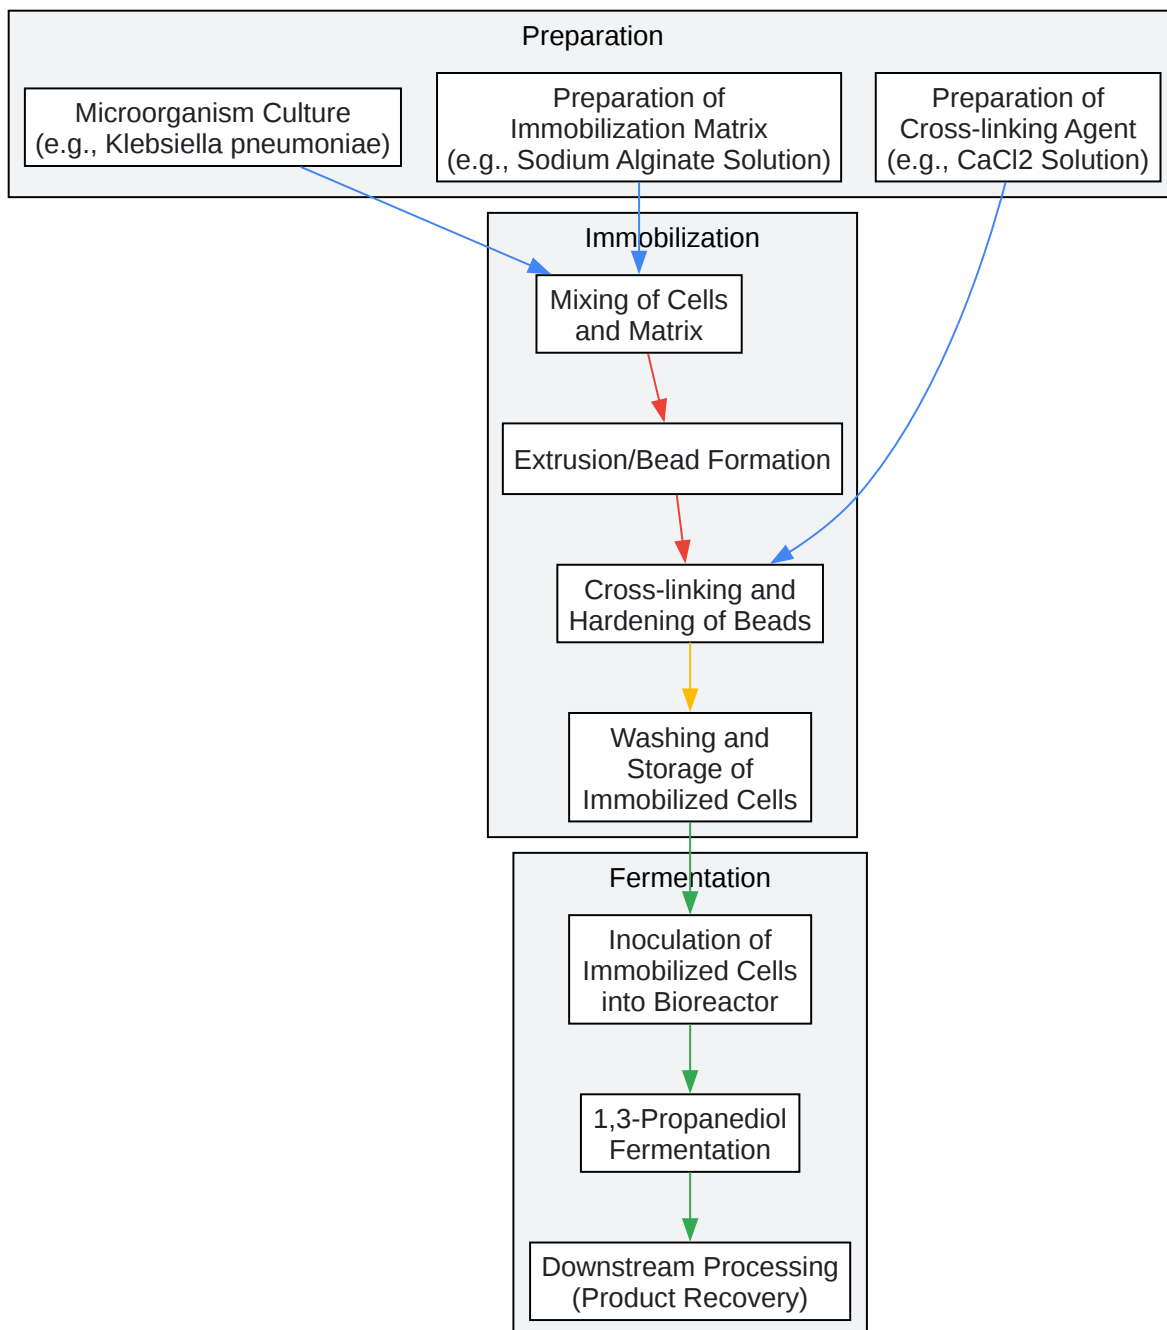 Preparation
Microorganism Culture
(e.g., Klebsiella pneumoniae)
Preparation of
Immobilization Matrix
(e.g., Sodium Alginate Solution)
Preparation of
Cross-linking Agent
(e.g., CaCl2 Solution)
Immobilization
Mixing of Cells
and Matrix
Extrusion/Bead Formation
Cross-linking and
Hardening of Beads
Washing and
Storage of
Immobilized Cells
Fermentation
Inoculation of
Immobilized Cells
into Bioreactor
1,3-Propanediol
Fermentation
Downstream Processing
(Product Recovery)